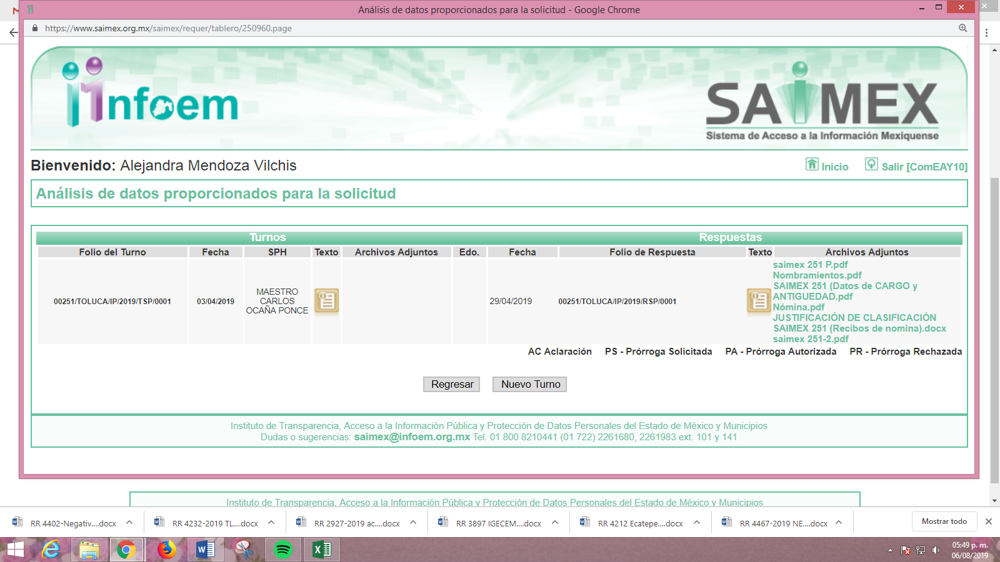 Análisis de datos proporcionados para la solicitud - Google Chrome
https://www.saimex.org.mx/saimex/requer/tablero/250960.page
infoem
SAIMEX
Sistema de Acceso a la Información Mexiquense
Bienvenido: Alejandra Mendoza Vilchis
Inicio Salir [ComEAY10]
Análisis de datos proporcionados para la solicitud
Turnos Respuestas
Folio del Turno Fecha SPH Texto Archivos Adjuntos Edo. Fecha Folio de Respuesta Texto Archivos Adjuntos
00251/TOLUCA/IP/2019/TSP/0001 03/04/2019
MAESTRO
CARLOS
OCAÑA PONCE
29/04/2019 00251/TOLUCA/IP/2019/RSP/0001
saimex 251 P.pdf
Nombramientos.pdf
SAIMEX 251 (Datos de CARGO y
ANTIGUEDAD.pdf
Nómina.pdf
JUSTIFICACIÓN DE CLASIFICACIÓN
SAIMEX 251 (Recibos de nomina).docx
saimex 251-2.pdf
AC Aclaración PS - Prórroga Solicitada PA - Prórroga Autorizada PR - Prórroga Rechazada
Regresar Nuevo Turno
Instituto de Transparencia, Acceso a la Información Pública y Protección de Datos Personales del Estado de México y Municipios
Dudas o sugerencias: saimex@infoem.org.mx Tel. 01 800 8210441 (01 722) 2261680, 2261983 ext. 101 y 141
Instituto de Transparencia, Acceso a la Información Pública y Protección de Datos Personales del Estado de México y Municipios
RR 4402-Negativ....docx RR 4232-2019 TL....docx RR 2927-2019 ac....docx RR 3897 IGECEM....docx RR 4212 Ecatepe....docx RR 4467-2019 NE....docx Mostrar todo
05:49 p. m.
06/08/2019